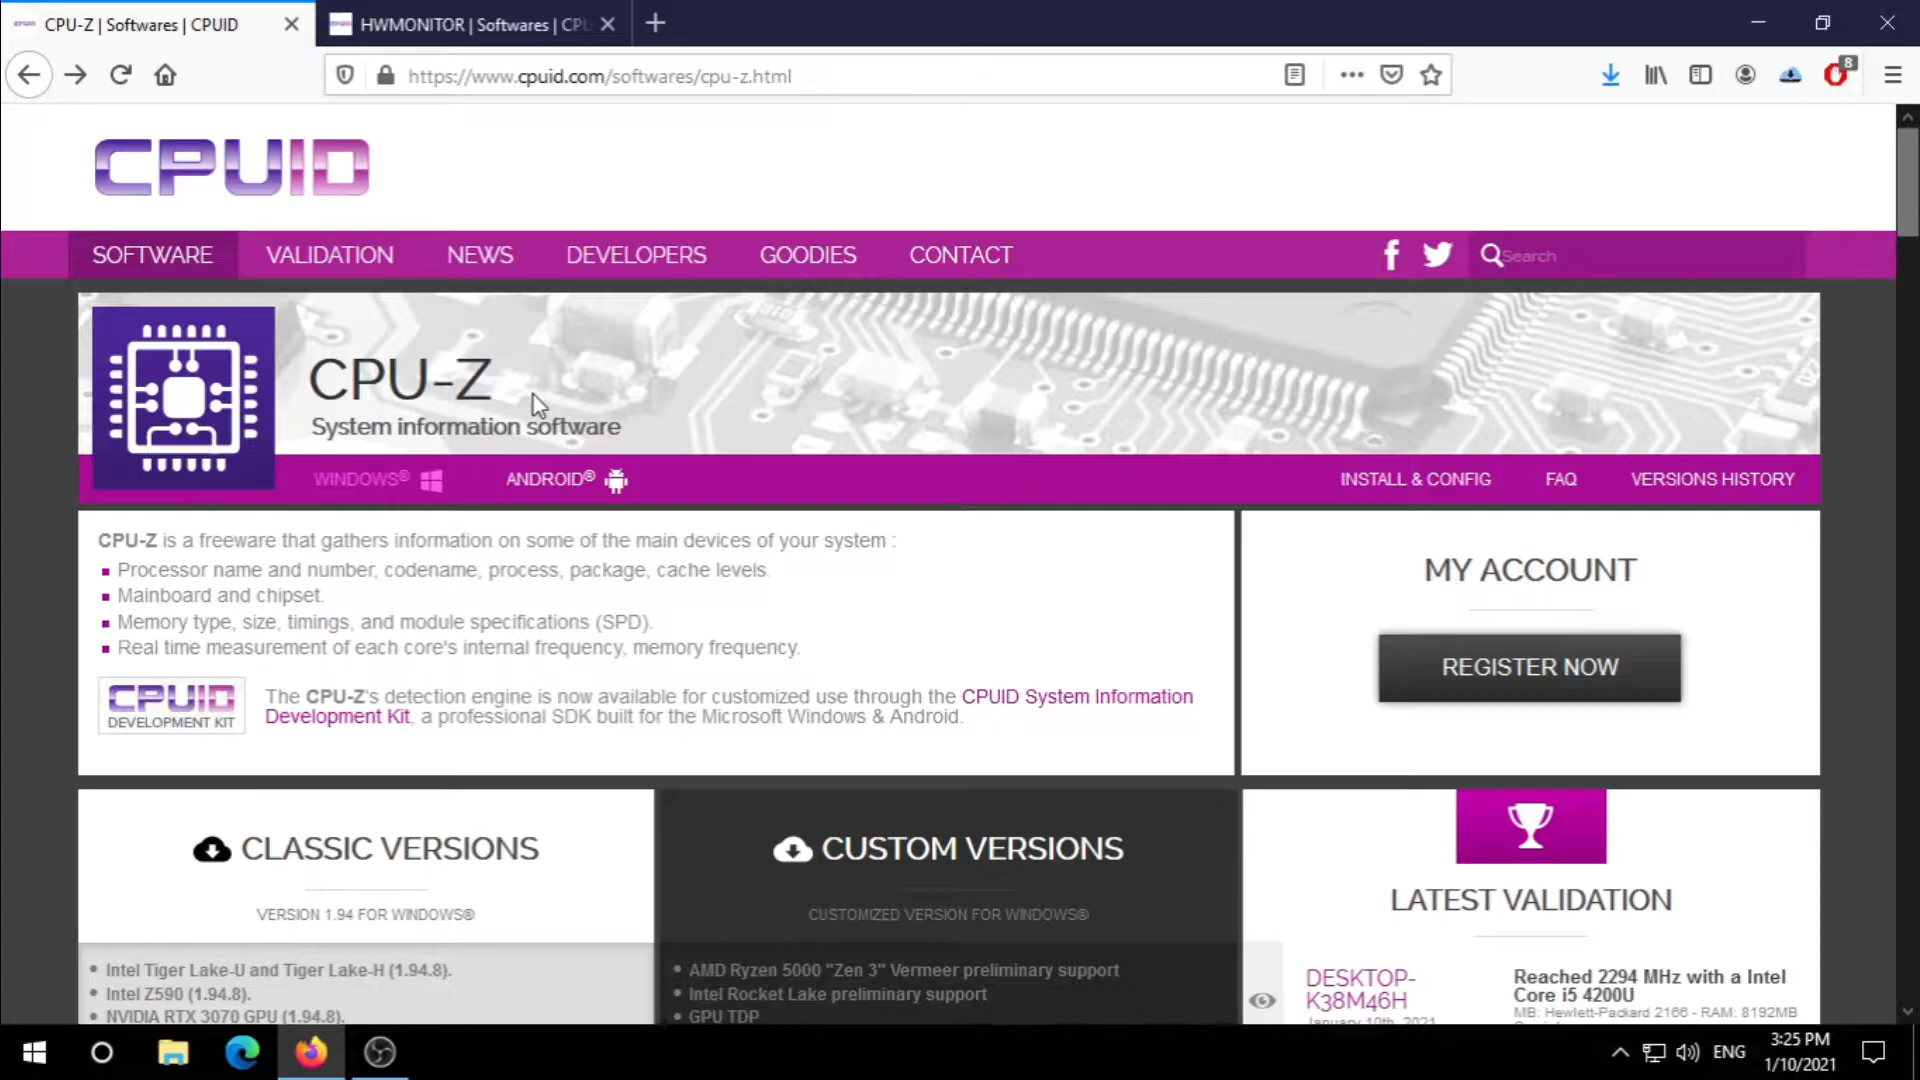 CPU-Z | Softwares | CPUID
HWMONITOR | Softwares | CPU
https://www.cpuid.com/softwares/cpu-z.html
8
CPUID
SOFTWARE VALIDATION NEWS DEVELOPERS GOODIES CONTACT
Search
CPU-Z
System information software
WINDOWS® ANDROID® INSTALL & CONFIG FAQ VERSIONS HISTORY
CPU-Z is a freeware that gathers information on some of the main devices of your system :
Processor name and number, codename, process, package, cache levels.
Mainboard and chipset.
Memory type, size, timings, and module specifications (SPD).
Real time measurement of each core's internal frequency, memory frequency.
CPUID
DEVELOPMENT KIT
The CPU-Z's detection engine is now available for customized use through the CPUID System Information
Development Kit, a professional SDK built for the Microsoft Windows & Android.
MY ACCOUNT
REGISTER NOW
CLASSIC VERSIONS
VERSION 1.94 FOR WINDOWS®
• Intel Tiger Lake-U and Tiger Lake-H (1.94.8).
• Intel Z590 (1.94.8).
• NVIDIA RTX 3070 GPU (1.94.8).
CUSTOM VERSIONS
CUSTOMIZED VERSION FOR WINDOWS®
• AMD Ryzen 5000 "Zen 3" Vermeer preliminary support
• Intel Rocket Lake preliminary support
• GPU TDP
LATEST VALIDATION
DESKTOP-
K38M46H
January 10th, 2021
Reached 2294 MHz with a Intel
Core i5 4200U
MB: Hewlett-Packard 2166 - RAM: 8192MB
ENG
3:25 PM
1/10/2021